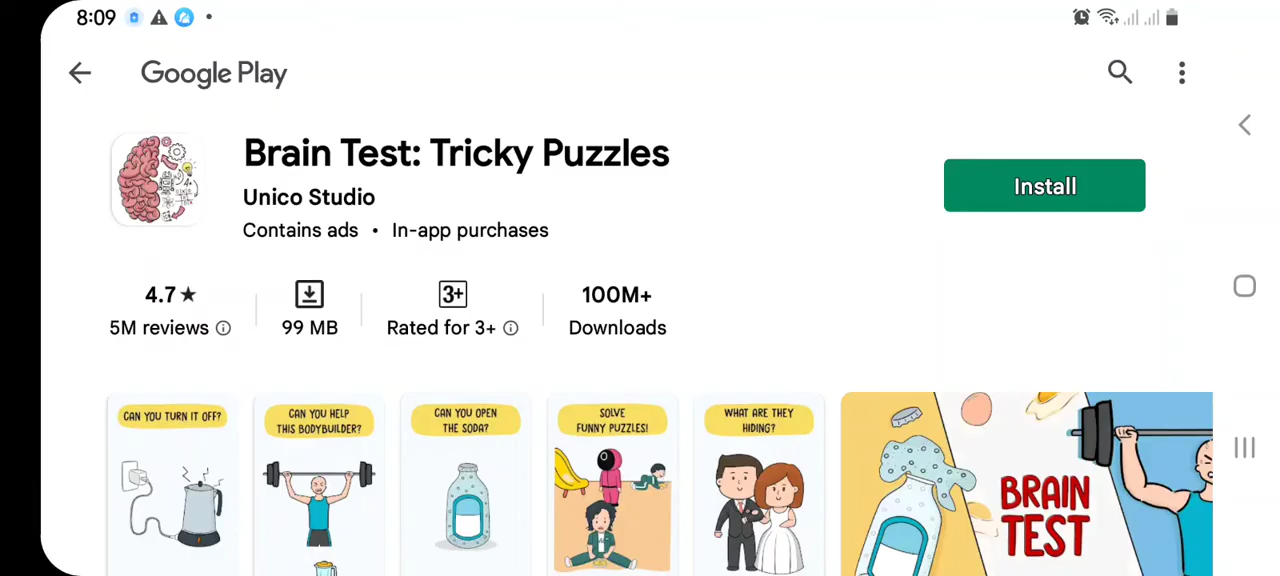 8:09
Google Play
Brain Test: Tricky Puzzles
Unico Studio
Contains ads • In-app purchases
Install
4.7★
5M reviews
99 MB
3+
Rated for 3+
100M+
Downloads
CAN YOU TURN IT OFF?
CAN YOU HELP
THIS BODYBUILDER?
CAN YOU OPEN
THE SODA?
SOLVE
FUNNY PUZZLES!
WHAT ARE THEY
HIDING?
BRAIN
TEST